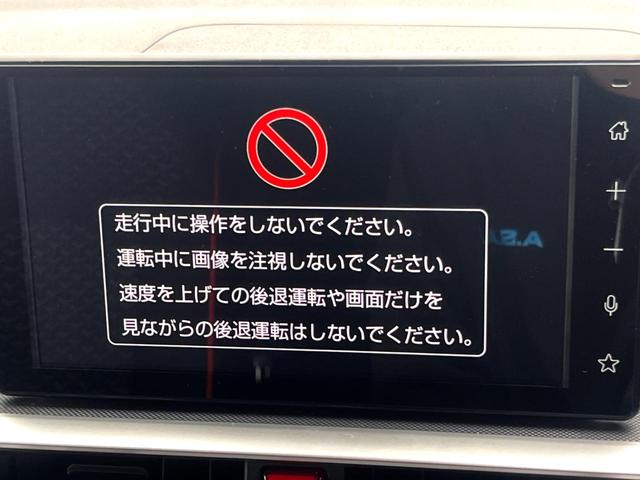 走行中に操作をしないでください。
運転中に画像を注視しないでください。
速度を上げての後退運転や画面だけを
見ながらの後退運転はしないでください。